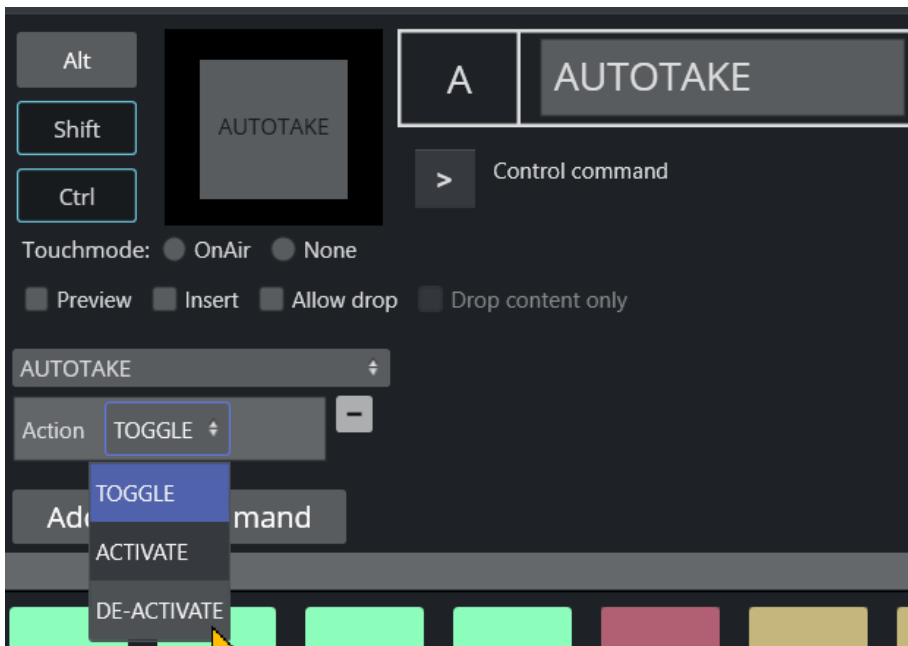 Alt
Shift
Ctrl
AUTOTAKE
A
AUTOTAKE
>
Control command
Touchmode: OnAir None
Preview Insert Allow drop Drop content only
AUTOTAKE
Action TOGGLE
TOGGLE
ACTIVATE
DE-ACTIVATE